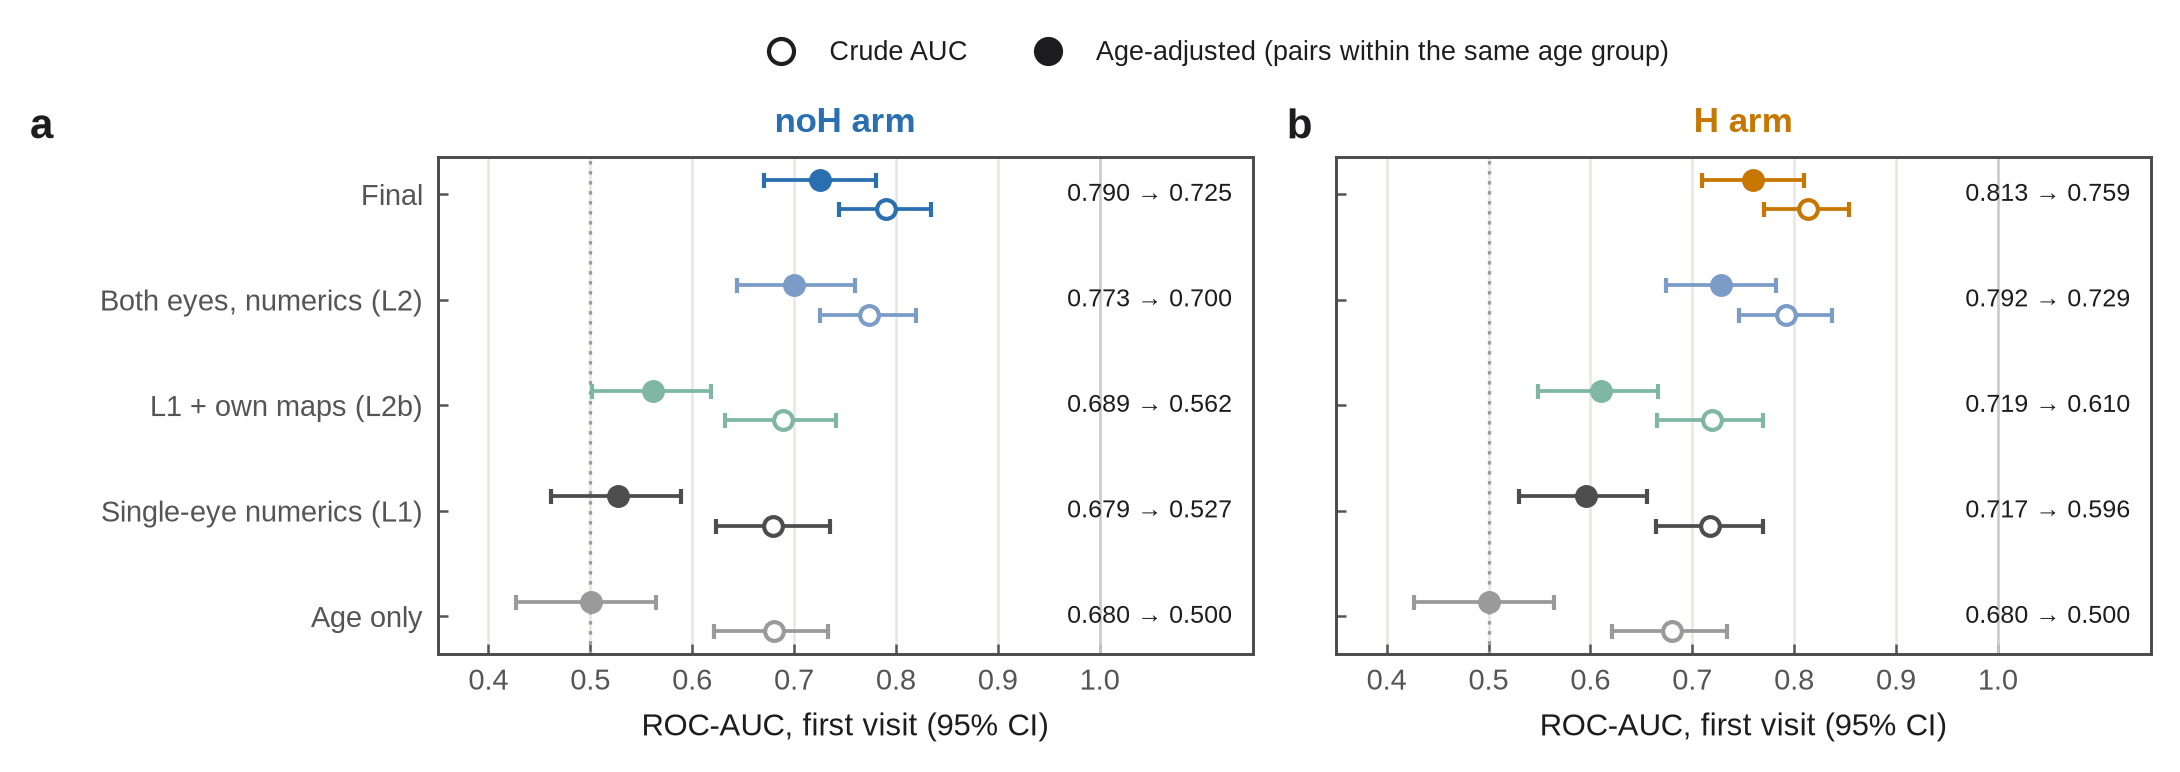 Crude AUC
Age-adjusted (pairs within the same age group)
a
noH arm
Final
0.790 → 0.725
Both eyes, numerics (L2)
0.773 → 0.700
L1 + own maps (L2b)
0.689 → 0.562
Single-eye numerics (L1)
0.679 → 0.527
Age only
0.680 → 0.500
0.4 0.5 0.6 0.7 0.8 0.9 1.0
ROC-AUC, first visit (95% CI)
b
H arm
0.813 → 0.759
0.792 → 0.729
0.719 → 0.610
0.717 → 0.596
0.680 → 0.500
0.4 0.5 0.6 0.7 0.8 0.9 1.0
ROC-AUC, first visit (95% CI)